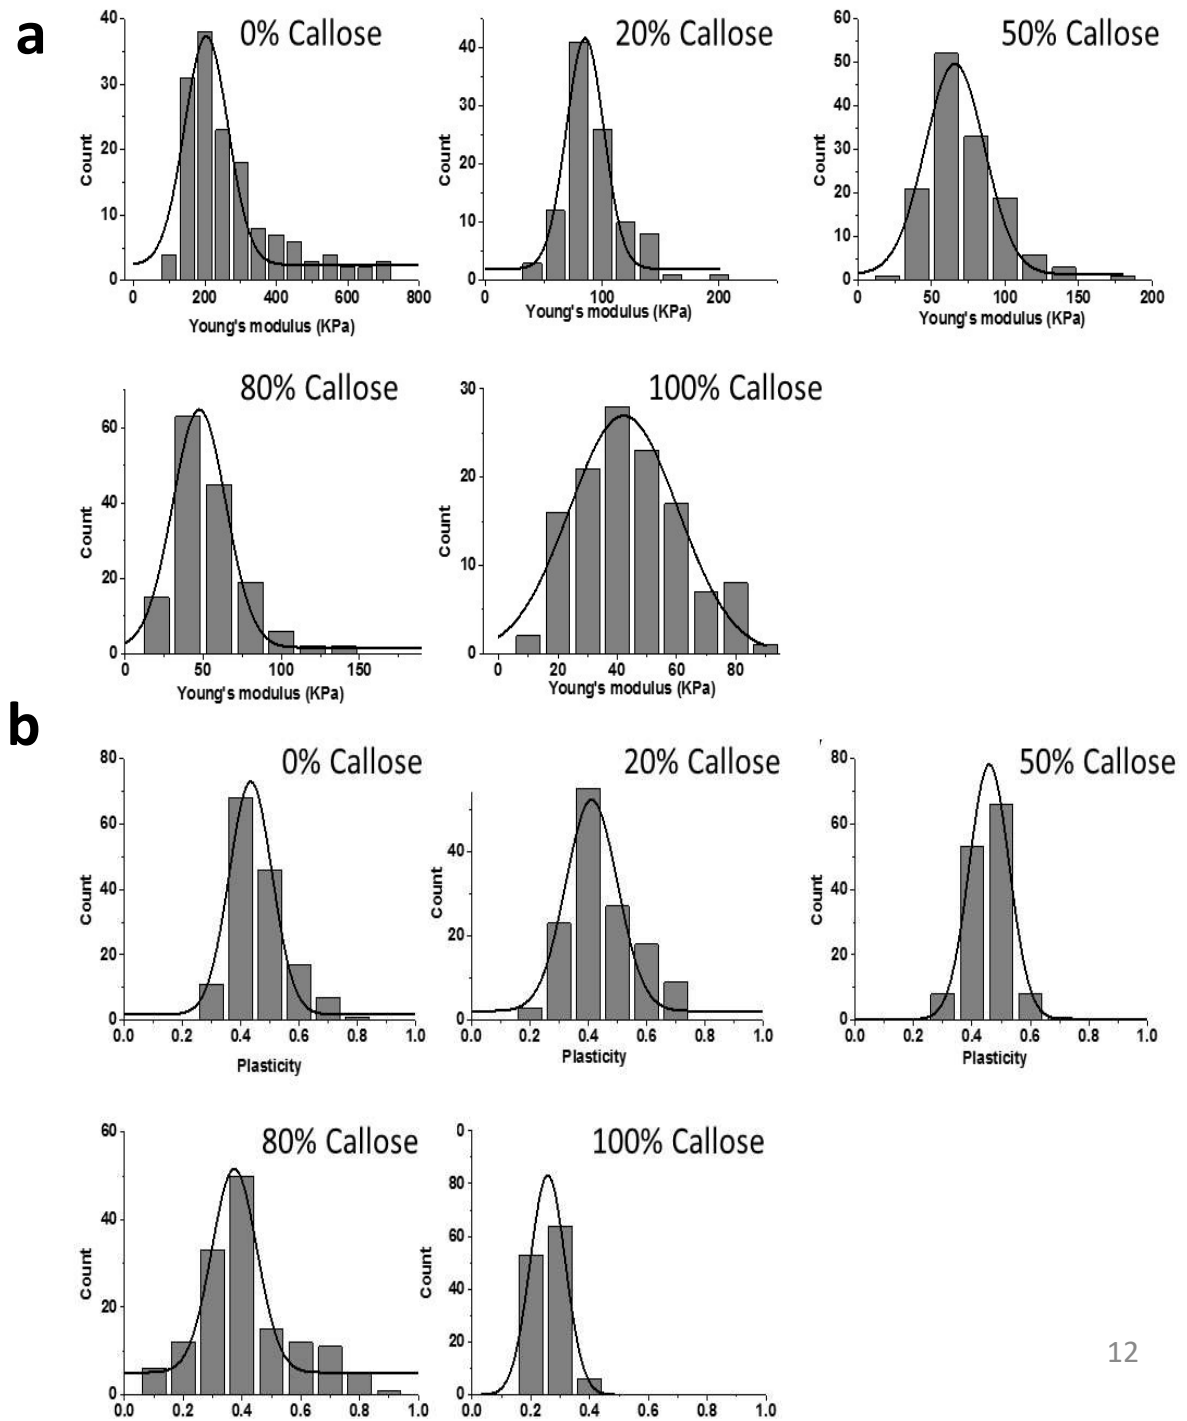 a
0% Callose
20% Callose
50% Callose
40
30
20
10
0
Count
0 200 400 600 800
Young's modulus (KPa)
40
30
20
10
0
Count
0 100 200
Young's modulus (KPa)
60
50
40
30
20
10
0
Count
0 50 100 150 200
Young's modulus (KPa)
80% Callose
100% Callose
60
40
20
0
Count
0 50 100 150
Young's modulus (KPa)
30
20
10
0
Count
0 20 40 60 80
Young's modulus (KPa)
b
0% Callose
20% Callose
50% Callose
80
60
40
20
0
Count
0.0 0.2 0.4 0.6 0.8 1.0
Plasticity
40
20
0
Count
0.0 0.2 0.4 0.6 0.8 1.0
Plasticity
80
60
40
20
0
Count
0.0 0.2 0.4 0.6 0.8 1.0
Plasticity
80% Callose
100% Callose
60
40
20
0
Count
0.0 0.2 0.4 0.6 0.8 1.0
0
80
60
40
20
0
Count
0.0 0.2 0.4 0.6 0.8 1.0
12